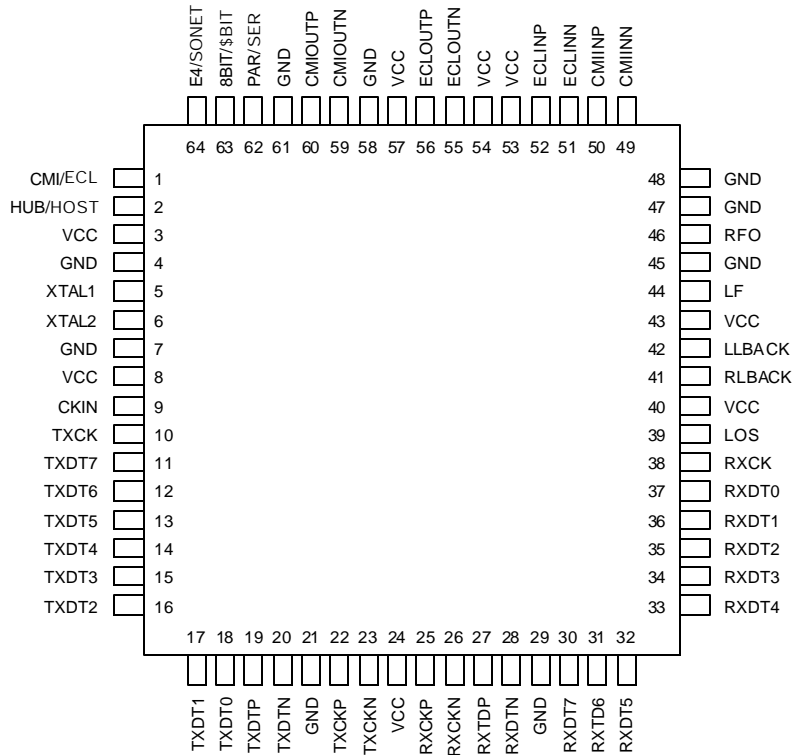 E4/SONET
8BIT/$BIT
PAR/SER
GND
CMIOUTP
CMIOUTN
GND
VCC
ECLOUTP
ECLOUTN
VCC
VCC
ECLINP
ECLINN
CMIINP
CMIINN
64 63 62 61 60 59 58 57 56 55 54 53 52 51 50 49
CMI/ECL 1 48 GND
HUB/HOST 2 47 GND
VCC 3 46 RFO
GND 4 45 GND
XTAL1 5 44 LF
XTAL2 6 43 VCC
GND 7 42 LLBACK
VCC 8 41 RLBACK
CKIN 9 40 VCC
TXCK 10 39 LOS
TXDT7 11 38 RXCK
TXDT6 12 37 RXDT0
TXDT5 13 36 RXDT1
TXDT4 14 35 RXDT2
TXDT3 15 34 RXDT3
TXDT2 16 33 RXDT4
17 18 19 20 21 22 23 24 25 26 27 28 29 30 31 32
TXDT1
TXDT0
TXDTP
TXDTN
GND
TXCKP
TXCKN
VCC
RXCKP
RXCKN
RXTDP
RXDTN
GND
RXDT7
RXTD6
RXDT5